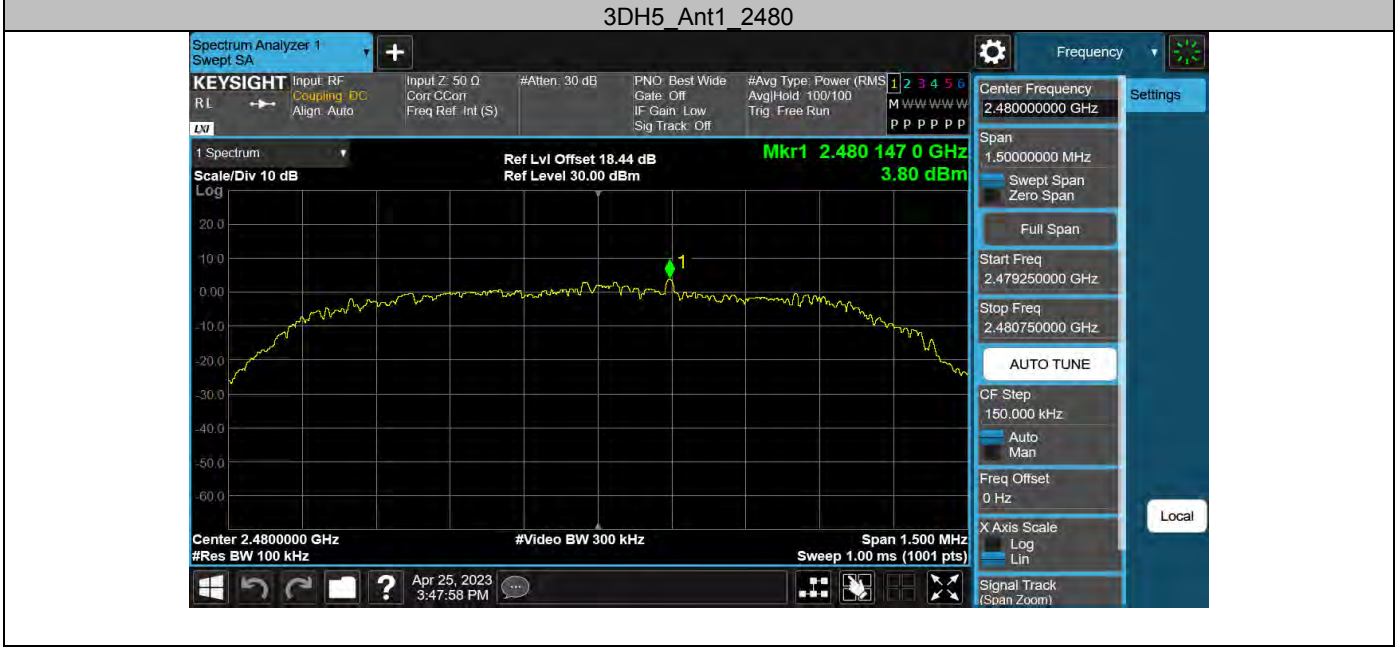 3DH5_Ant1_2480
Spectrum Analyzer 1
Swept SA
+
Frequency
KEYSIGHT
RL
LXI
Input: RF
Coupling: DC
Align: Auto
Input Z: 50 Ω
Corr CCorr
Freq Ref: Int (S)
#Atten: 30 dB
PNO: Best Wide
Gate: Off
IF Gain: Low
Sig Track: Off
#Avg Type: Power (RMS
Avg|Hold: 100/100
Trig: Free Run
1 2 3 4 5 6
M W W W W W
P P P P P P
1 Spectrum
Scale/Div 10 dB
Log
Ref Lvl Offset 18.44 dB
Ref Level 30.00 dBm
Mkr1 2.480 147 0 GHz
3.80 dBm
20.0
10.0
0.00
-10.0
-20.0
-30.0
-40.0
-50.0
-60.0
1
Center 2.4800000 GHz
#Res BW 100 kHz
#Video BW 300 kHz
Span 1.500 MHz
Sweep 1.00 ms (1001 pts)
?
Apr 25, 2023
3:47:58 PM
Center Frequency
2.480000000 GHz
Settings
Span
1.50000000 MHz
Swept Span
Zero Span
Full Span
Start Freq
2.479250000 GHz
Stop Freq
2.480750000 GHz
AUTO TUNE
CF Step
150.000 kHz
Auto
Man
Freq Offset
0 Hz
Local
X Axis Scale
Log
Lin
Signal Track
(Span Zoom)